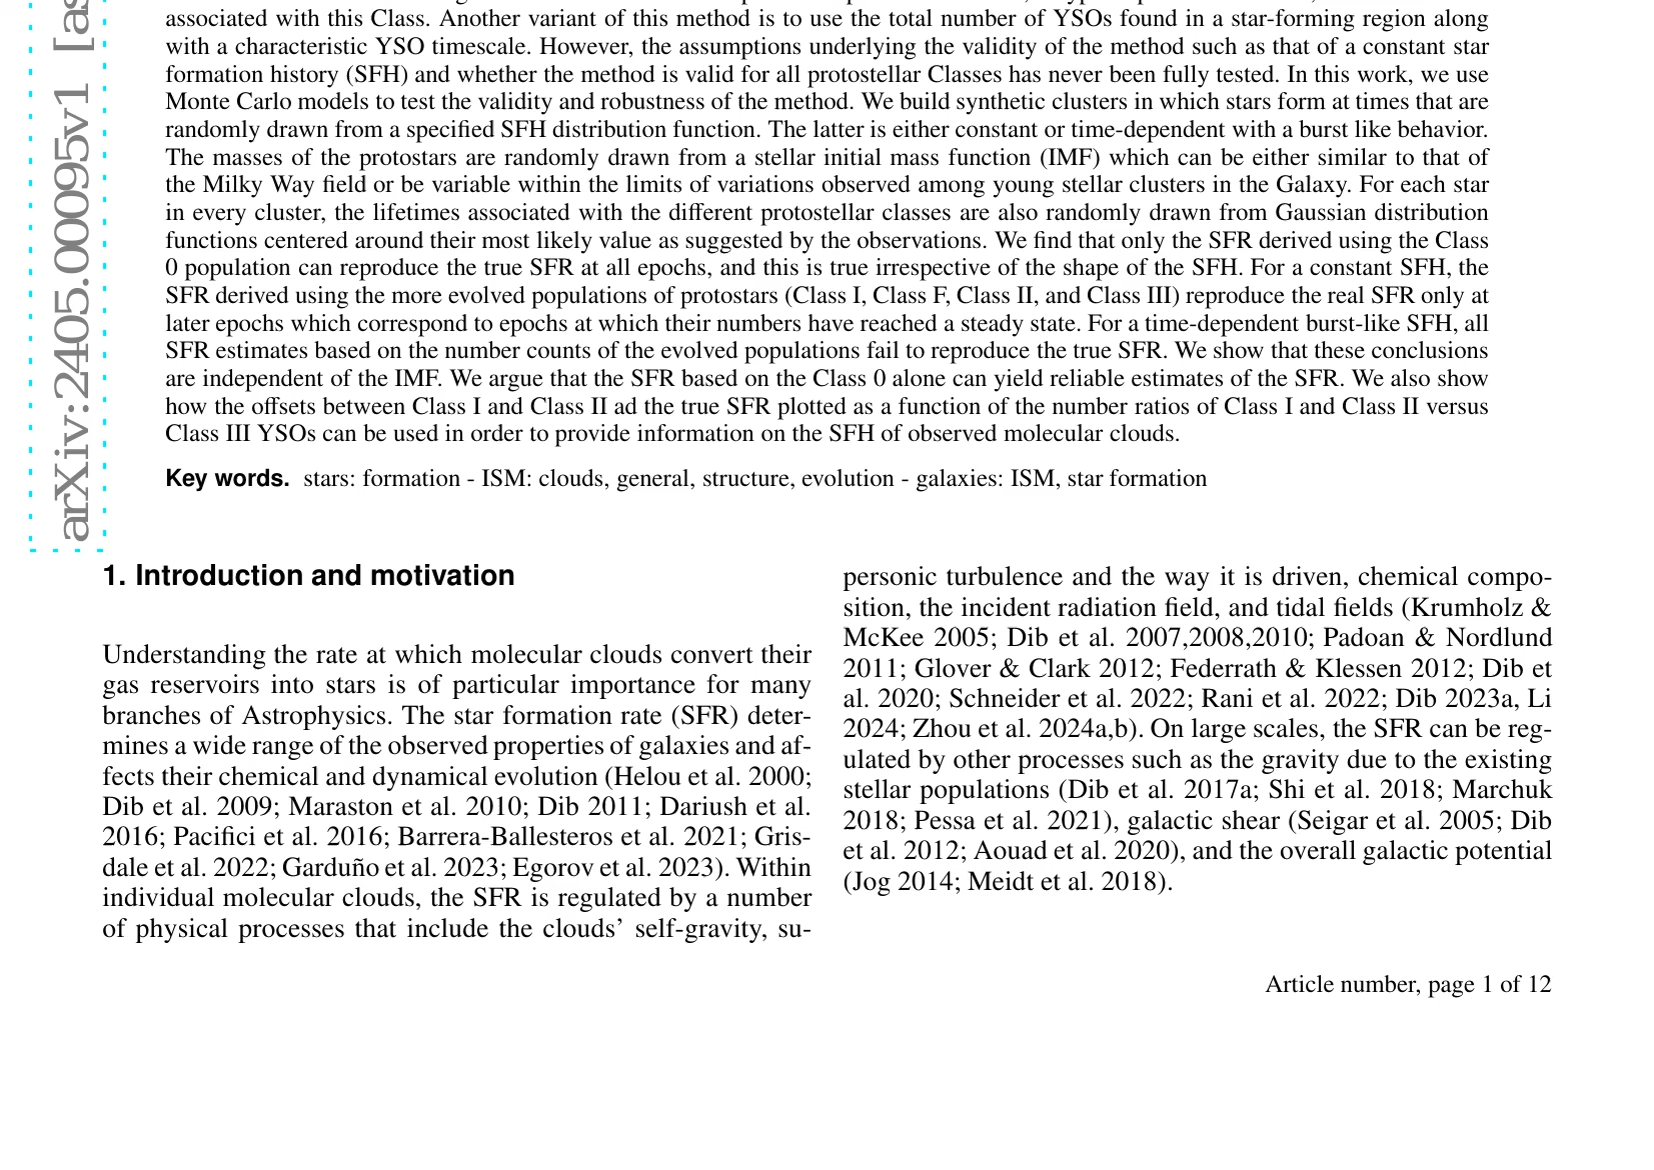 associated with this Class. Another variant of this method is to use the total number of YSOs found in a star-forming region along
with a characteristic YSO timescale. However, the assumptions underlying the validity of the method such as that of a constant star
formation history (SFH) and whether the method is valid for all protostellar Classes has never been fully tested. In this work, we use
Monte Carlo models to test the validity and robustness of the method. We build synthetic clusters in which stars form at times that are
randomly drawn from a specified SFH distribution function. The latter is either constant or time-dependent with a burst like behavior.
The masses of the protostars are randomly drawn from a stellar initial mass function (IMF) which can be either similar to that of
the Milky Way field or be variable within the limits of variations observed among young stellar clusters in the Galaxy. For each star
in every cluster, the lifetimes associated with the different protostellar classes are also randomly drawn from Gaussian distribution
functions centered around their most likely value as suggested by the observations. We find that only the SFR derived using the Class
0 population can reproduce the true SFR at all epochs, and this is true irrespective of the shape of the SFH. For a constant SFH, the
SFR derived using the more evolved populations of protostars (Class I, Class F, Class II, and Class III) reproduce the real SFR only at
later epochs which correspond to epochs at which their numbers have reached a steady state. For a time-dependent burst-like SFH, all
SFR estimates based on the number counts of the evolved populations fail to reproduce the true SFR. We show that these conclusions
are independent of the IMF. We argue that the SFR based on the Class 0 alone can yield reliable estimates of the SFR. We also show
how the offsets between Class I and Class II ad the true SFR plotted as a function of the number ratios of Class I and Class II versus
Class III YSOs can be used in order to provide information on the SFH of observed molecular clouds.
Key words. stars: formation - ISM: clouds, general, structure, evolution - galaxies: ISM, star formation
arXiv:2405.00095v1 [as
1. Introduction and motivation
Understanding the rate at which molecular clouds convert their
gas reservoirs into stars is of particular importance for many
branches of Astrophysics. The star formation rate (SFR) deter-
mines a wide range of the observed properties of galaxies and af-
fects their chemical and dynamical evolution (Helou et al. 2000;
Dib et al. 2009; Maraston et al. 2010; Dib 2011; Dariush et al.
2016; Pacifici et al. 2016; Barrera-Ballesteros et al. 2021; Gris-
dale et al. 2022; Garduño et al. 2023; Egorov et al. 2023). Within
individual molecular clouds, the SFR is regulated by a number
of physical processes that include the clouds' self-gravity, su-
personic turbulence and the way it is driven, chemical compo-
sition, the incident radiation field, and tidal fields (Krumholz &
McKee 2005; Dib et al. 2007,2008,2010; Padoan & Nordlund
2011; Glover & Clark 2012; Federrath & Klessen 2012; Dib et
al. 2020; Schneider et al. 2022; Rani et al. 2022; Dib 2023a, Li
2024; Zhou et al. 2024a,b). On large scales, the SFR can be reg-
ulated by other processes such as the gravity due to the existing
stellar populations (Dib et al. 2017a; Shi et al. 2018; Marchuk
2018; Pessa et al. 2021), galactic shear (Seigar et al. 2005; Dib
et al. 2012; Aouad et al. 2020), and the overall galactic potential
(Jog 2014; Meidt et al. 2018).
Article number, page 1 of 12